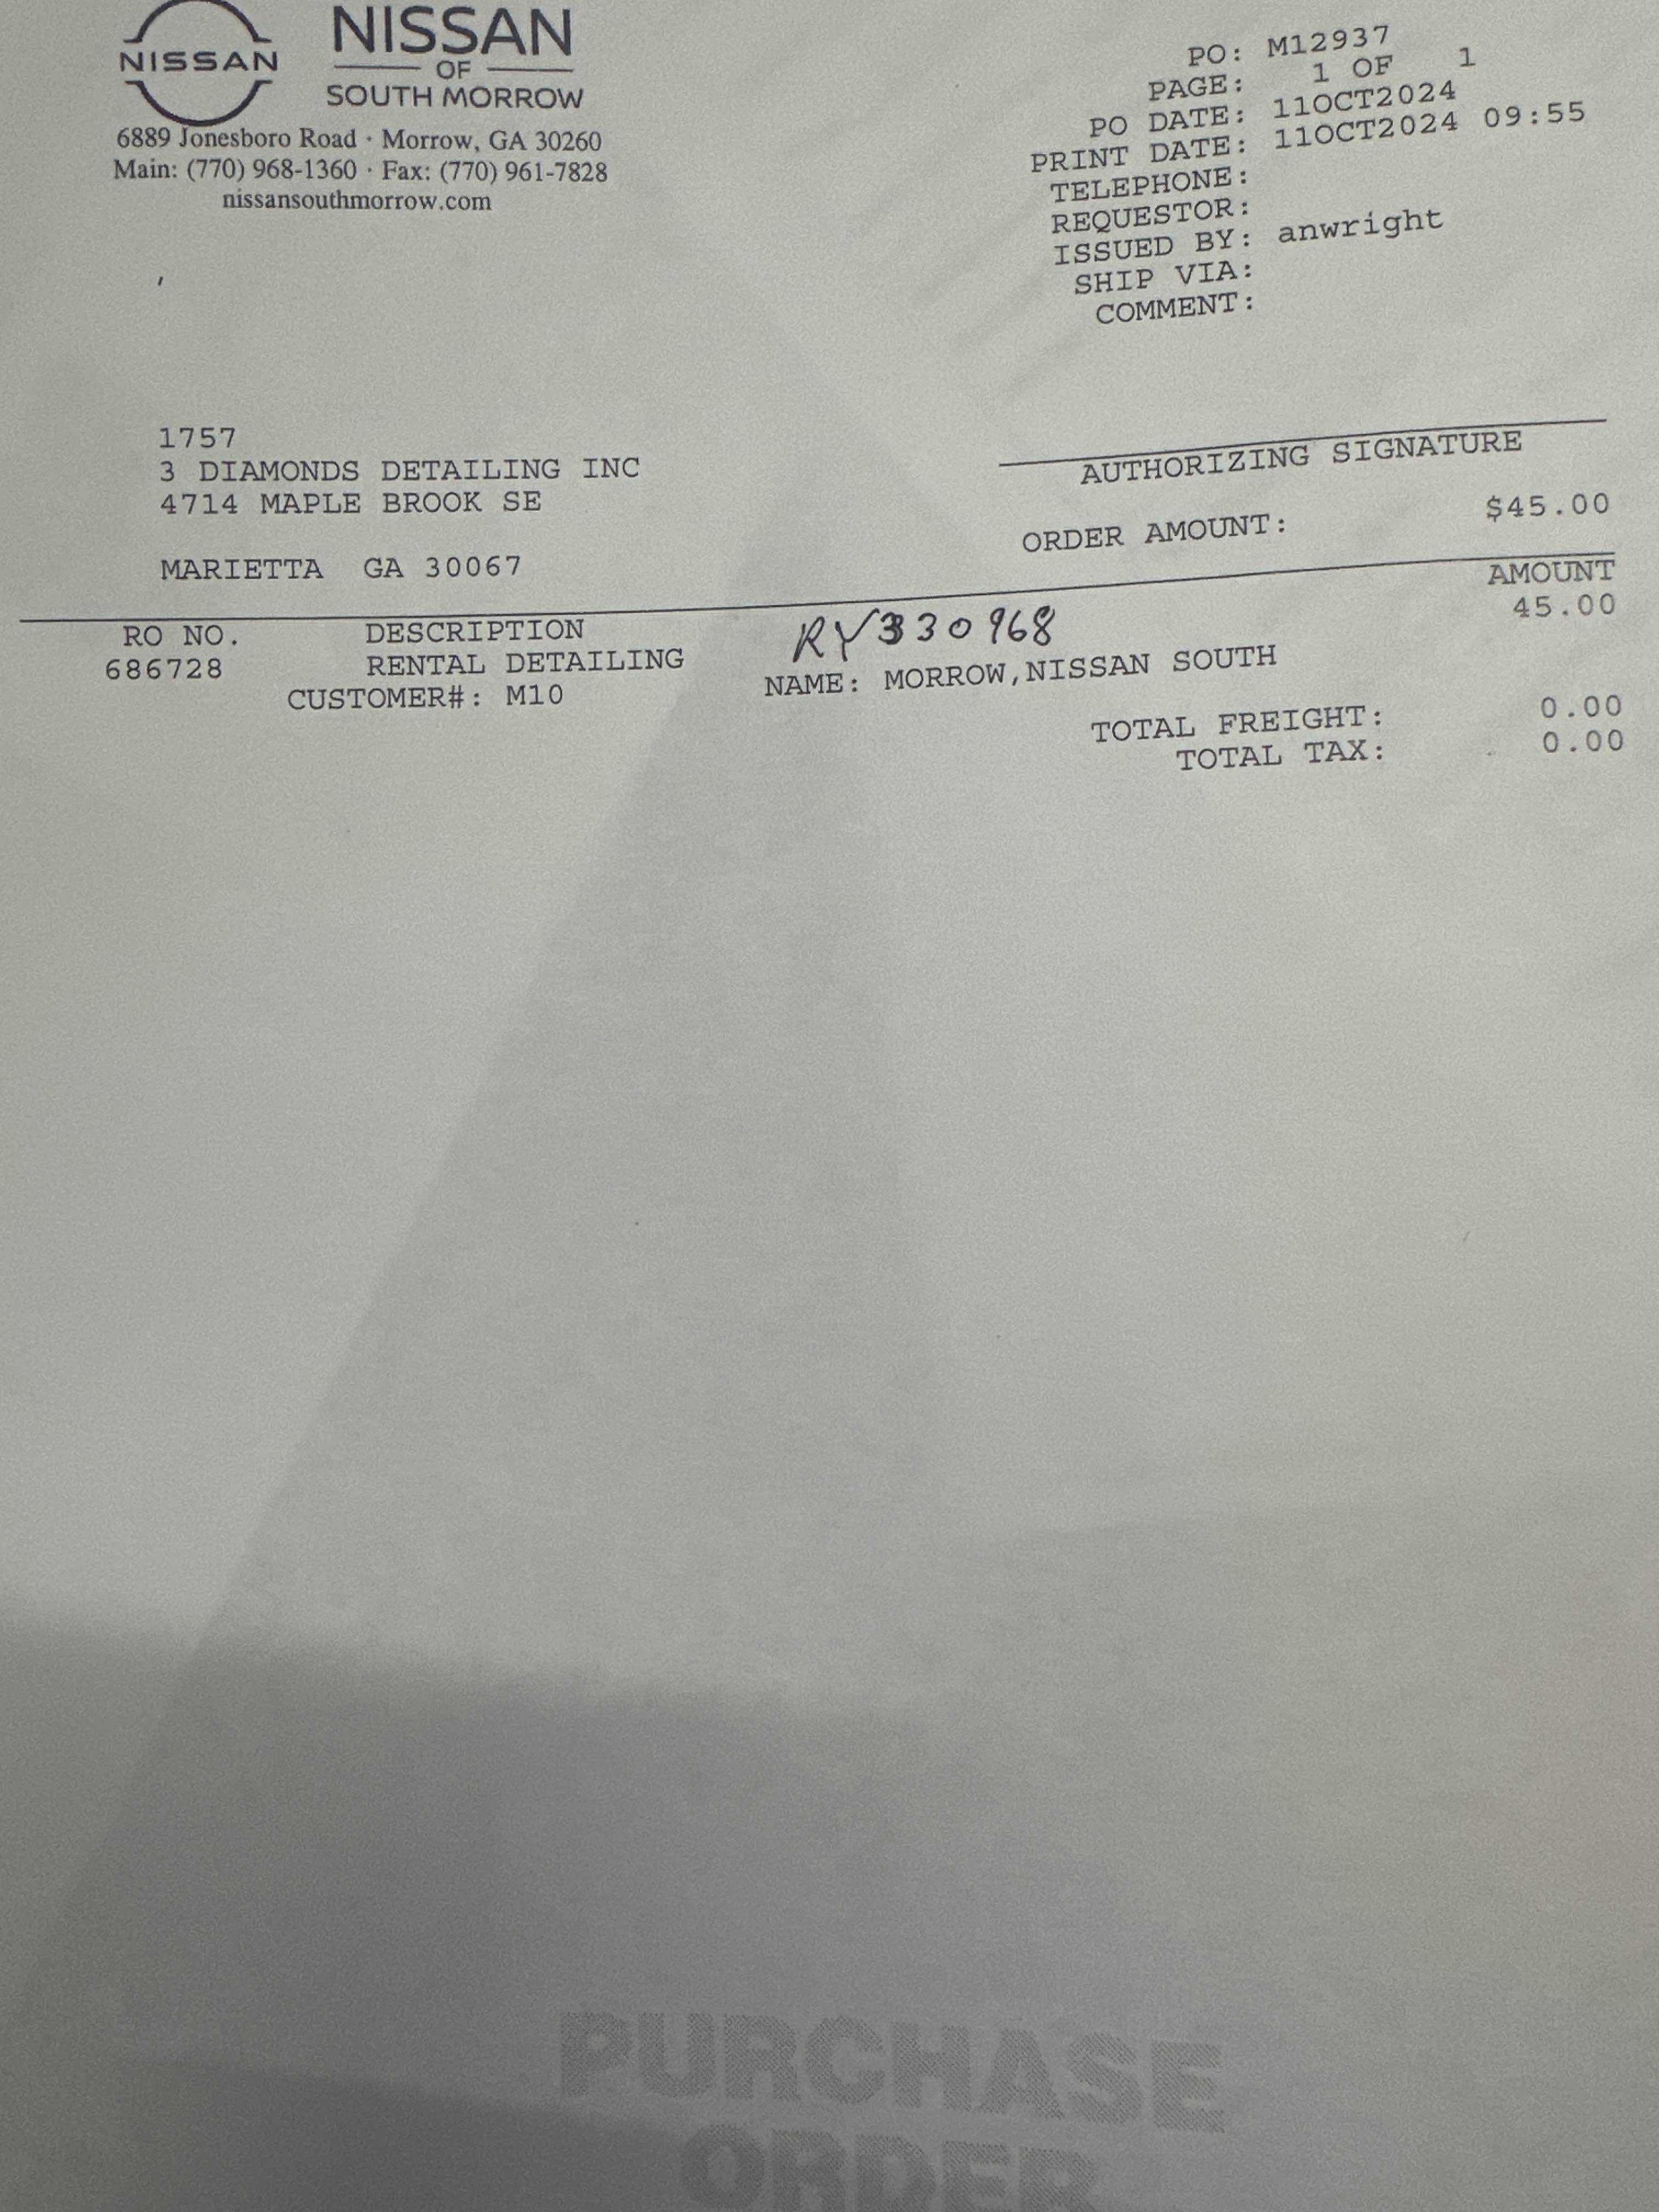 NISSAN
NISSAN
OF
SOUTH MORROW
6889 Jonesboro Road · Morrow, GA 30260
Main: (770) 968-1360 · Fax: (770) 961-7828
nissansouthmorrow.com
PO: M12937
PAGE: 1 OF 1
PO DATE: 11OCT2024
PRINT DATE: 11OCT2024 09:55
TELEPHONE:
REQUESTOR:
ISSUED BY: anwright
SHIP VIA:
COMMENT:
1757
3 DIAMONDS DETAILING INC
4714 MAPLE BROOK SE
MARIETTA GA 30067
AUTHORIZING SIGNATURE
ORDER AMOUNT: $45.00
RO NO. DESCRIPTION AMOUNT
686728 RENTAL DETAILING RY330968 45.00
CUSTOMER#: M10 NAME: MORROW,NISSAN SOUTH
TOTAL FREIGHT: 0.00
TOTAL TAX: 0.00
PURCHASE
ORDER